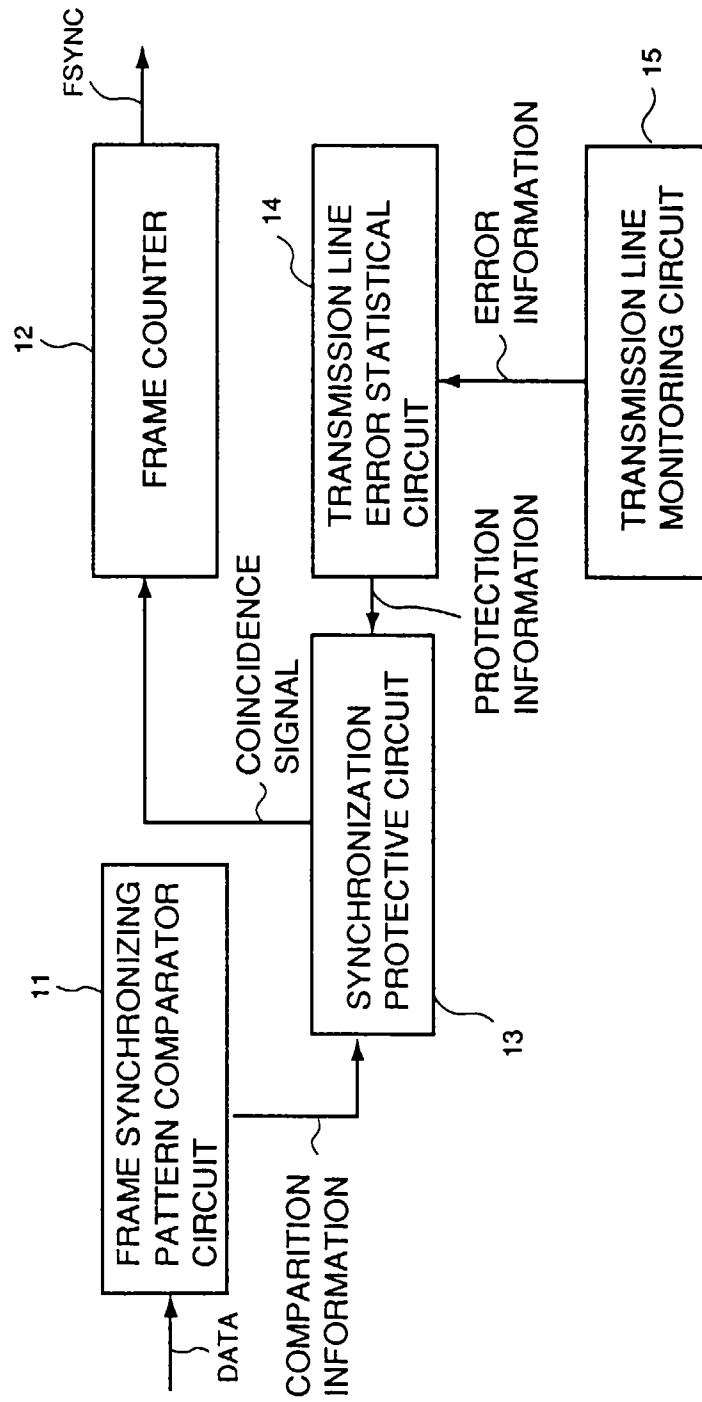 11
FRAME SYNCHRONIZING
PATTERN COMPARATOR
CIRCUIT
DATA
COMPARITION
INFORMATION
12
FRAME COUNTER
FSYNC
COINCIDENCE
SIGNAL
SYNCHRONIZATION
PROTECTIVE CIRCUIT
13
14
TRANSMISSION LINE
ERROR STATISTICAL
CIRCUIT
PROTECTION
INFORMATION
ERROR
INFORMATION
15
TRANSMISSION LINE
MONITORING CIRCUIT